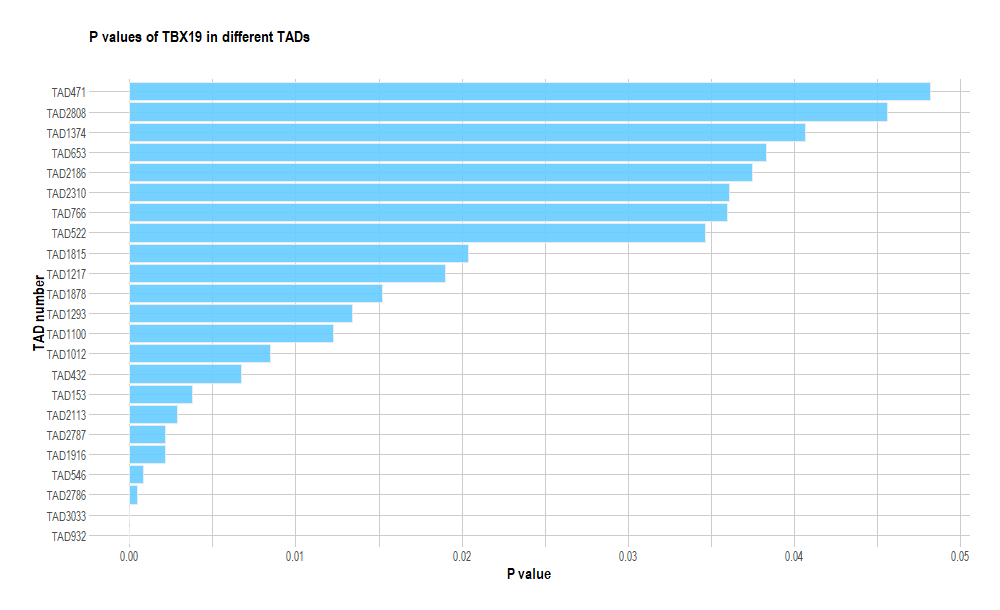 P values of TBX19 in different TADs
TAD471
TAD2808
TAD1374
TAD653
TAD2186
TAD2310
TAD766
TAD522
TAD1815
TAD1217
TAD1878
TAD1293
TAD1100
TAD1012
TAD432
TAD153
TAD2113
TAD2787
TAD1916
TAD546
TAD2786
TAD3033
TAD932
TAD number
0.00 0.01 0.02 0.03 0.04 0.05
P value